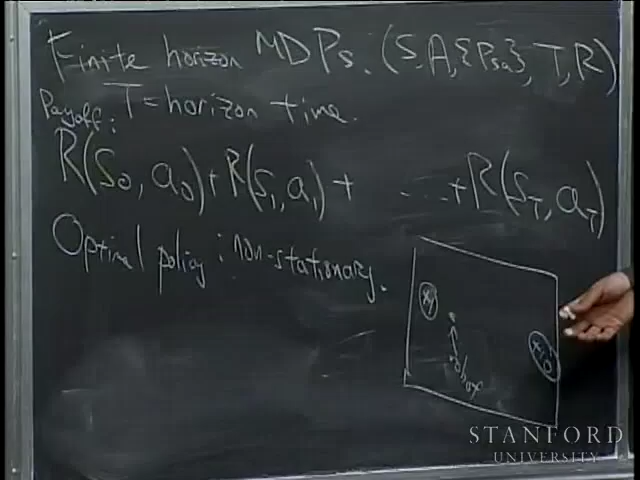 Finite horizon MDPs. (S, A, {Psa}, T, R)
Payoff: T = horizon time.
R(S0, a0) + R(S1, a1) + ... + R(ST, aT)
Optimal policy: non-stationary.
+1
+10
robot
STANFORD
UNIVERSITY